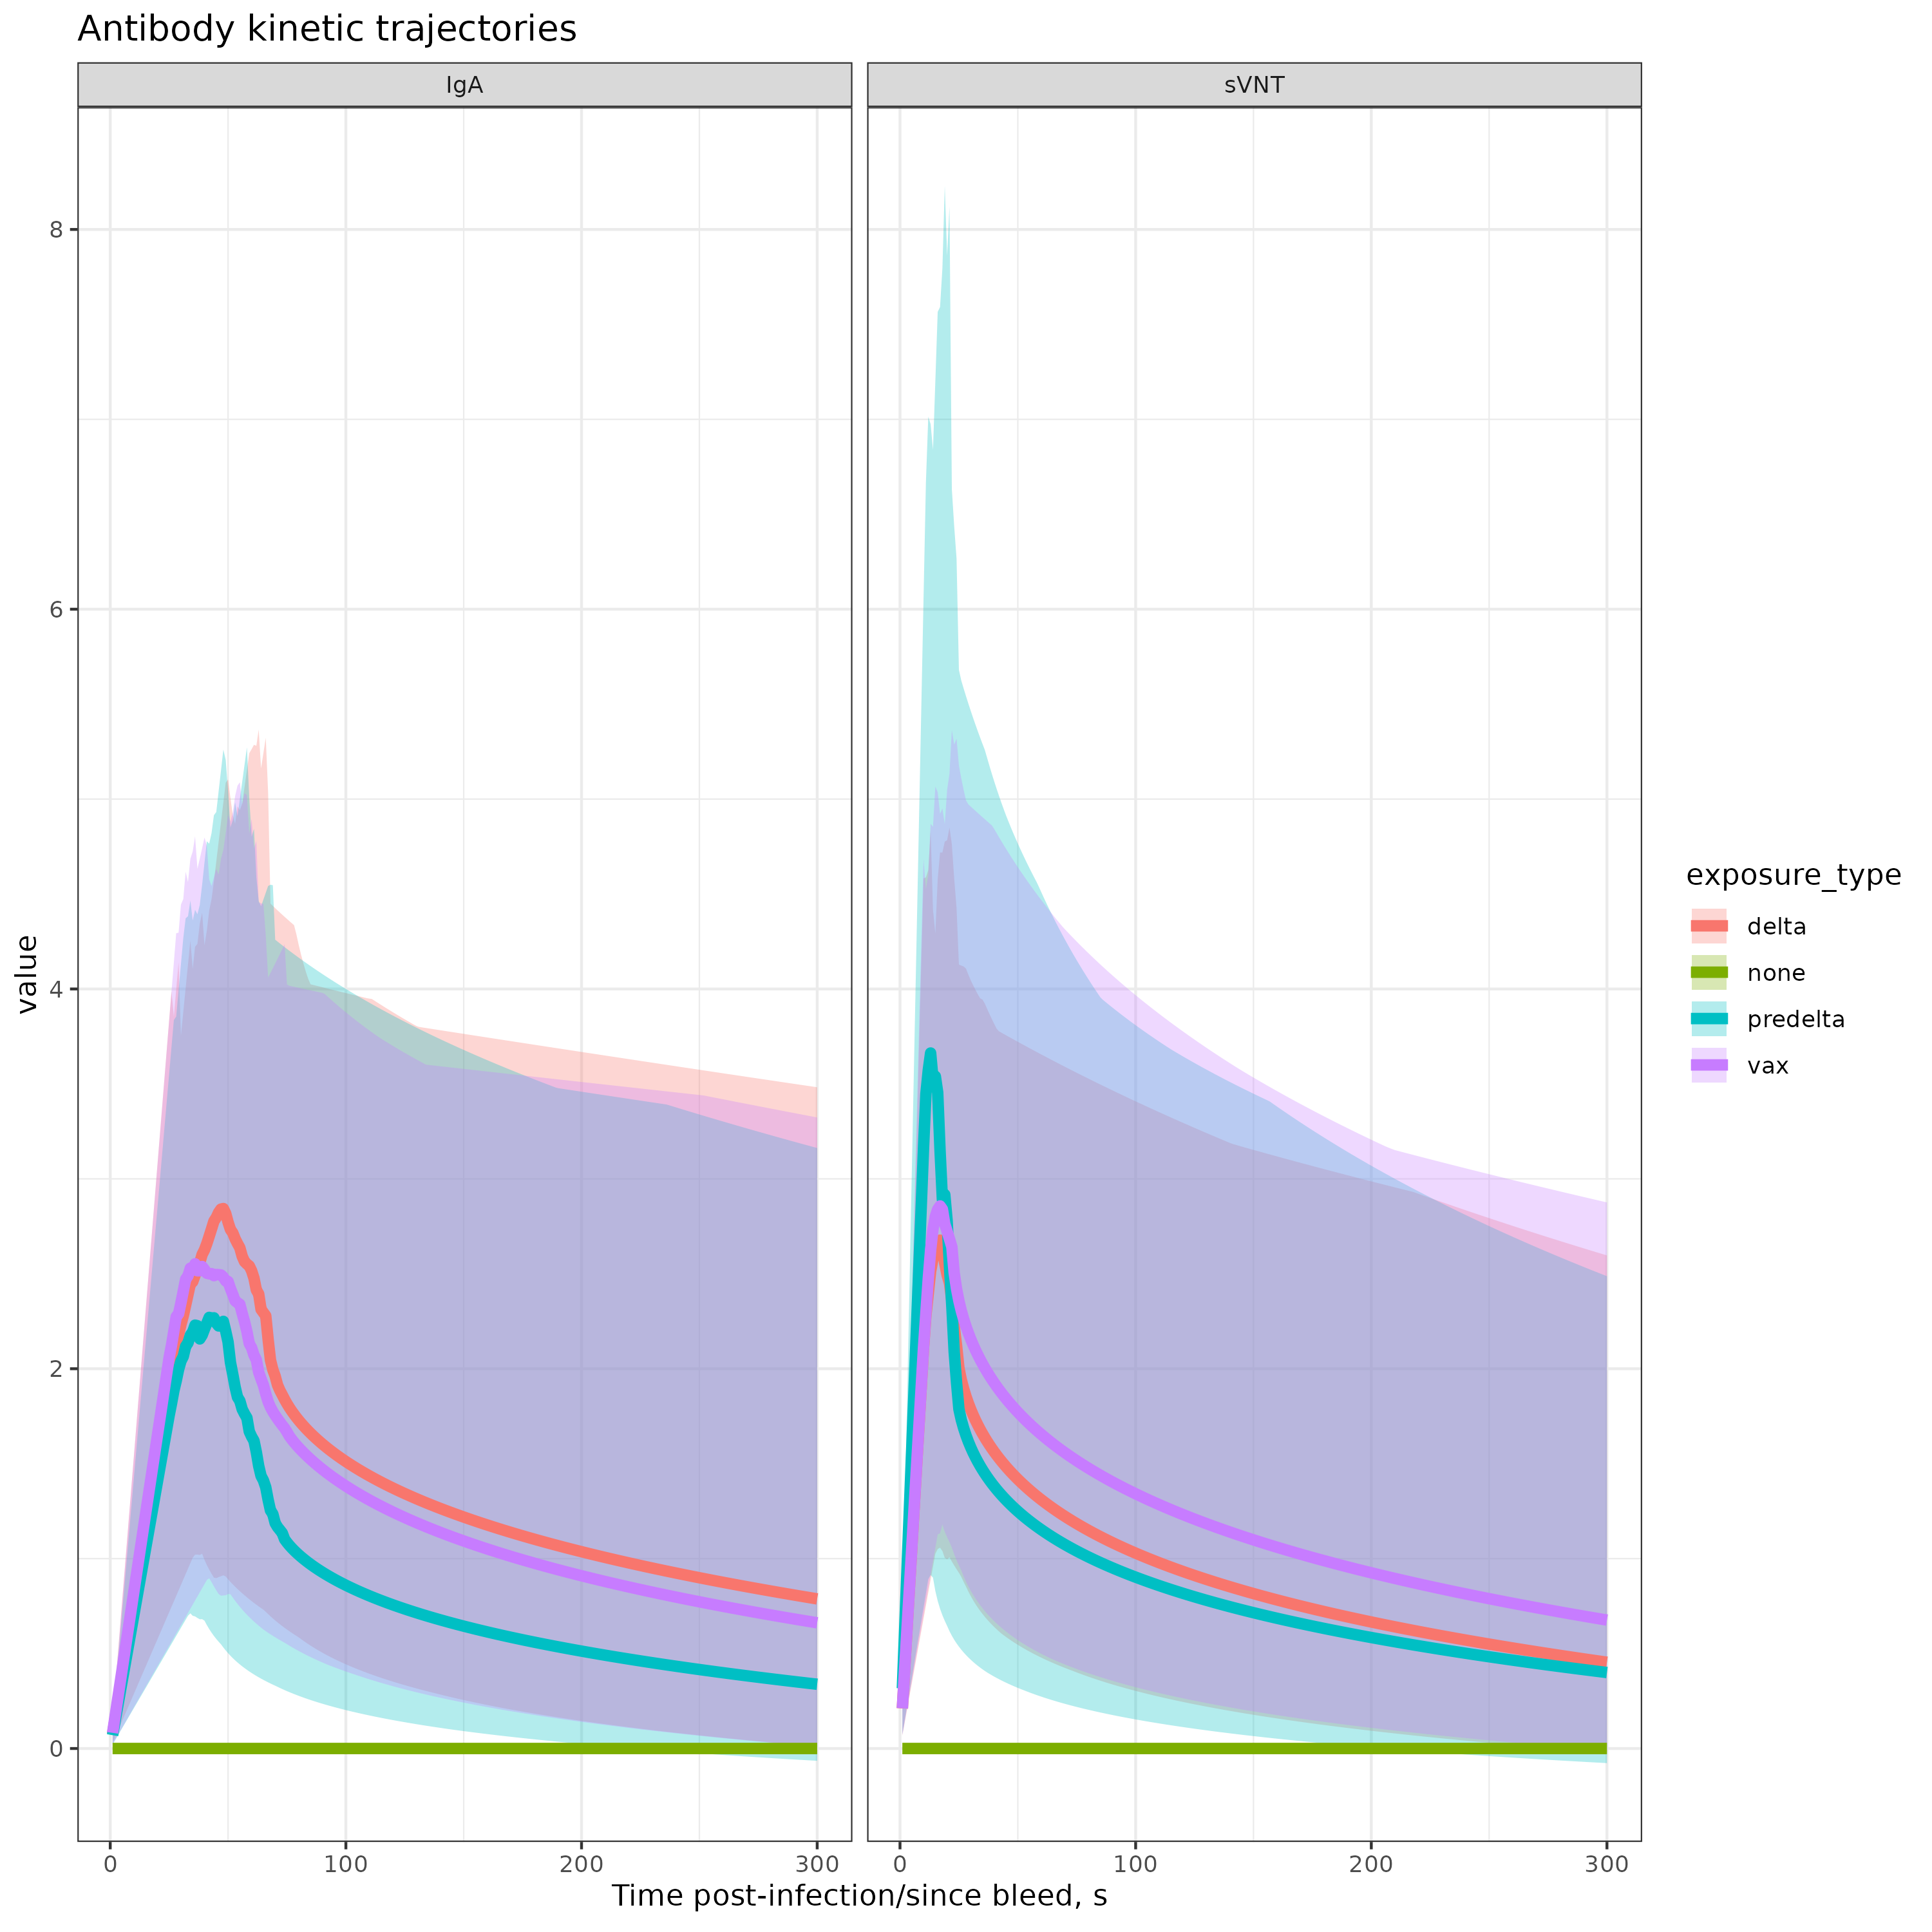 Antibody kinetic trajectories
IgA
sVNT
value
8
6
4
2
0
0
100
200
300
0
100
200
300
Time post-infection/since bleed, s
exposure_type
delta
none
predelta
vax